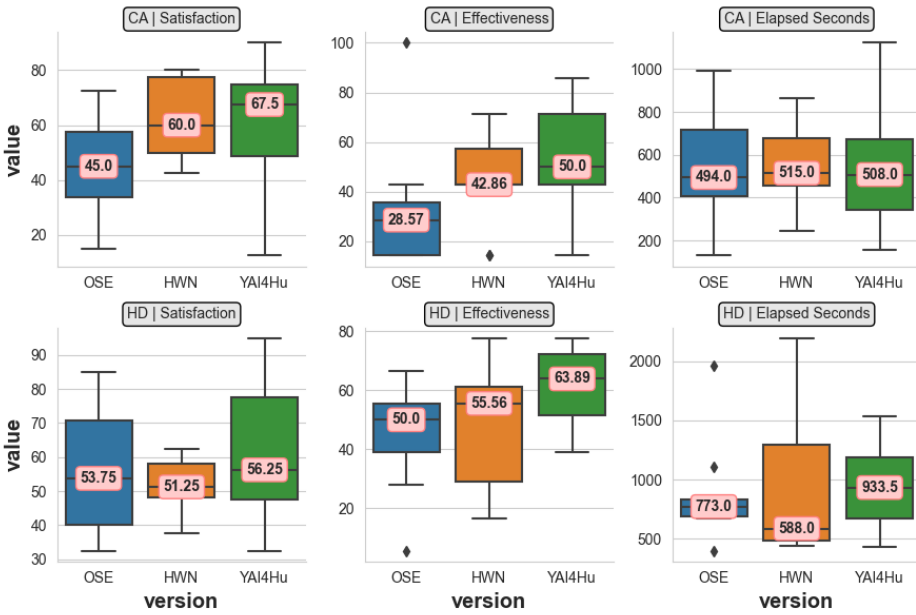 CA | Satisfaction
CA | Effectiveness
CA | Elapsed Seconds
value
80
60
40
20
45.0
60.0
67.5
OSE
HWN
YAI4Hu
100
80
60
40
20
28.57
42.86
50.0
OSE
HWN
YAI4Hu
1000
800
600
400
200
494.0
515.0
508.0
OSE
HWN
YAI4Hu
HD | Satisfaction
HD | Effectiveness
HD | Elapsed Seconds
value
90
80
70
60
50
40
30
53.75
51.25
56.25
OSE
HWN
YAI4Hu
version
80
60
40
20
50.0
55.56
63.89
OSE
HWN
YAI4Hu
version
2000
1500
1000
500
773.0
588.0
933.5
OSE
HWN
YAI4Hu
version